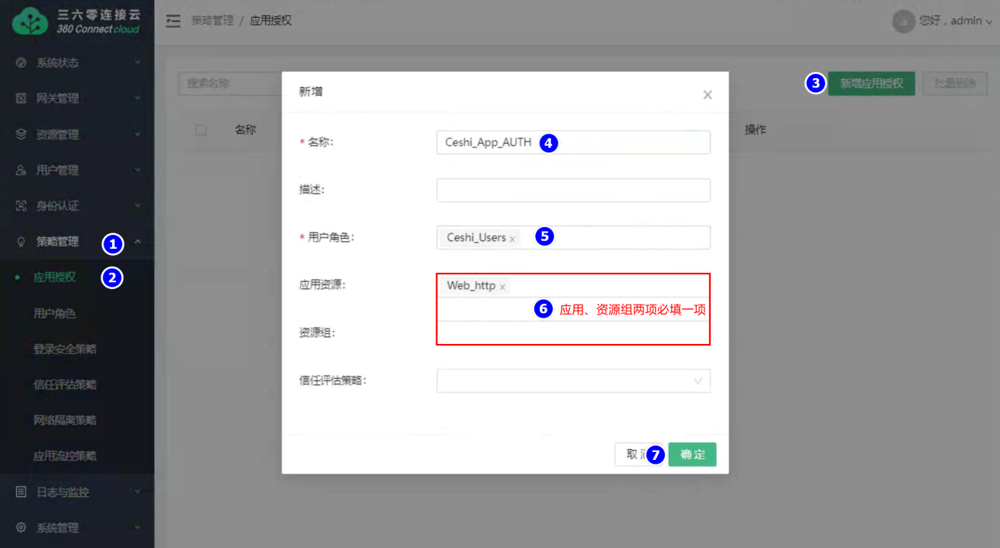 三六零连接云
360 Connect cloud
策略管理 / 应用授权
a 您好，admin
系统状态
网关管理
资源管理
用户管理
身份认证
策略管理 1
应用授权 2
用户角色
登录安全策略
信任评估策略
网络隔离策略
应用流控策略
日志与监控
系统管理
搜索名称
3 新增应用授权 批量删除
名称 操作
新增
* 名称: Ceshi_App_AUTH 4
描述:
* 用户角色: Ceshi_Users x 5
应用资源: Web_http x
6 应用、资源组两项必填一项
资源组:
信任评估策略:
取 7 确定